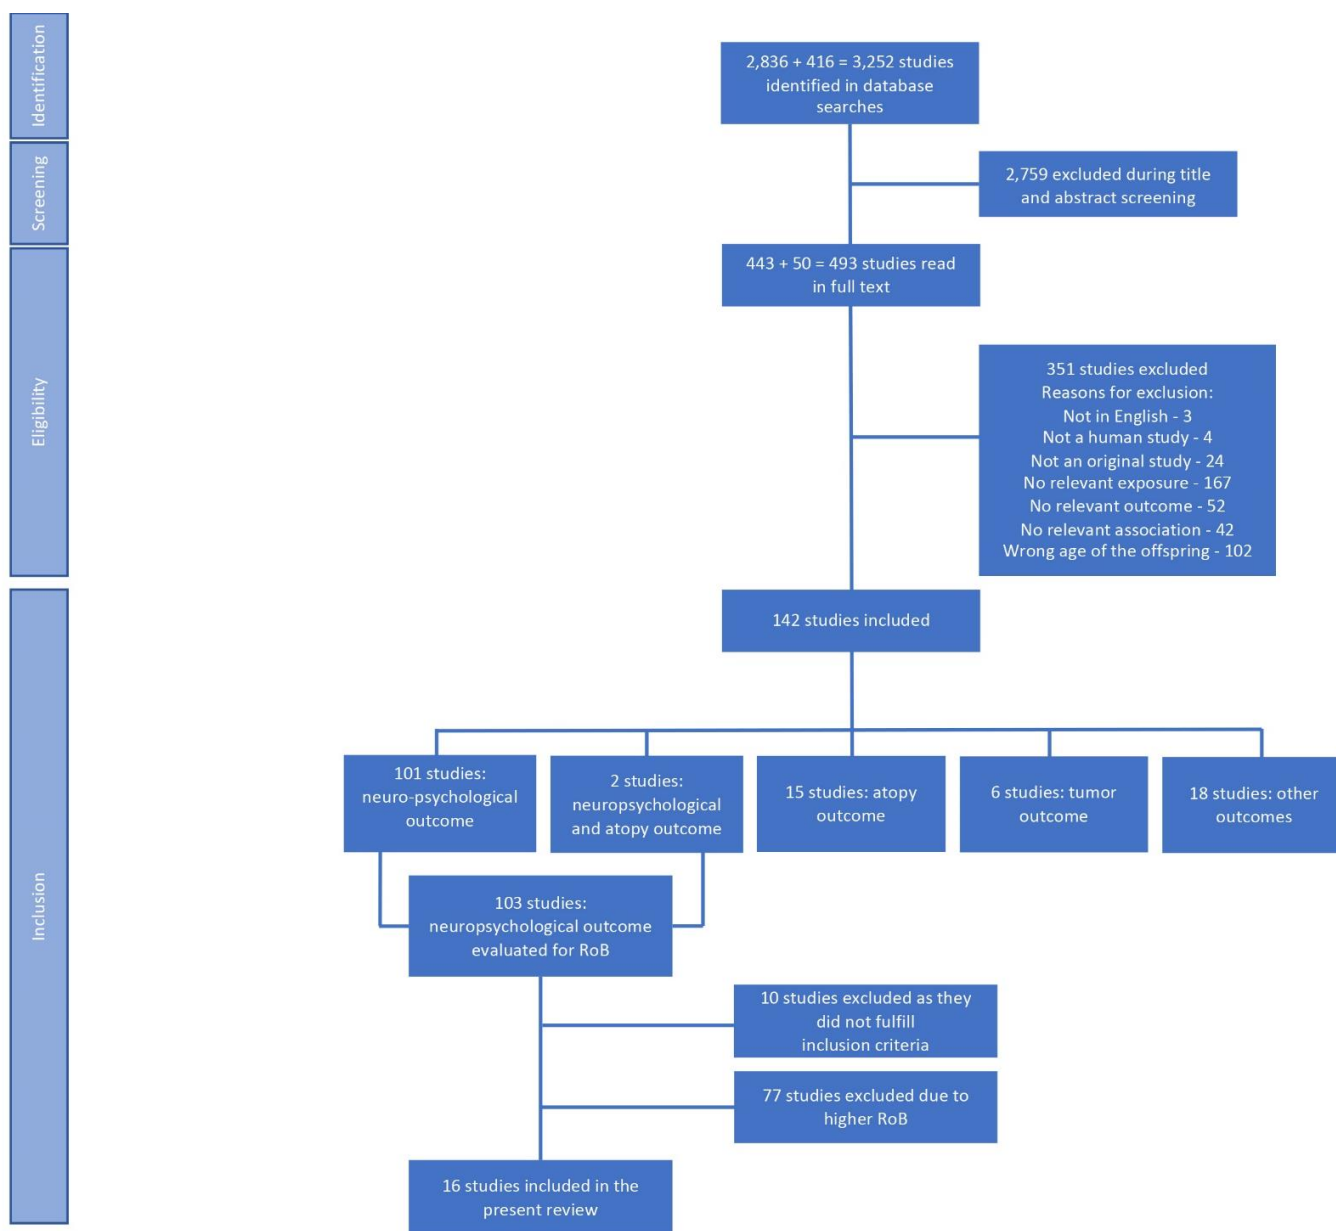 Identification
2,836 + 416 = 3,252 studies
identified in database
searches
Screening
2,759 excluded during title
and abstract screening
Eligibility
443 + 50 = 493 studies read
in full text
351 studies excluded
Reasons for exclusion:
Not in English - 3
Not a human study - 4
Not an original study - 24
No relevant exposure - 167
No relevant outcome - 52
No relevant association - 42
Wrong age of the offspring - 102
Inclusion
142 studies included
101 studies:
neuro-psychological
outcome
2 studies:
neuropsychological
and atopy outcome
15 studies: atopy
outcome
6 studies: tumor
outcome
18 studies: other
outcomes
103 studies:
neuropsychological outcome
evaluated for RoB
10 studies excluded as they
did not fulfill
inclusion criteria
77 studies excluded due to
higher RoB
16 studies included in the
present review